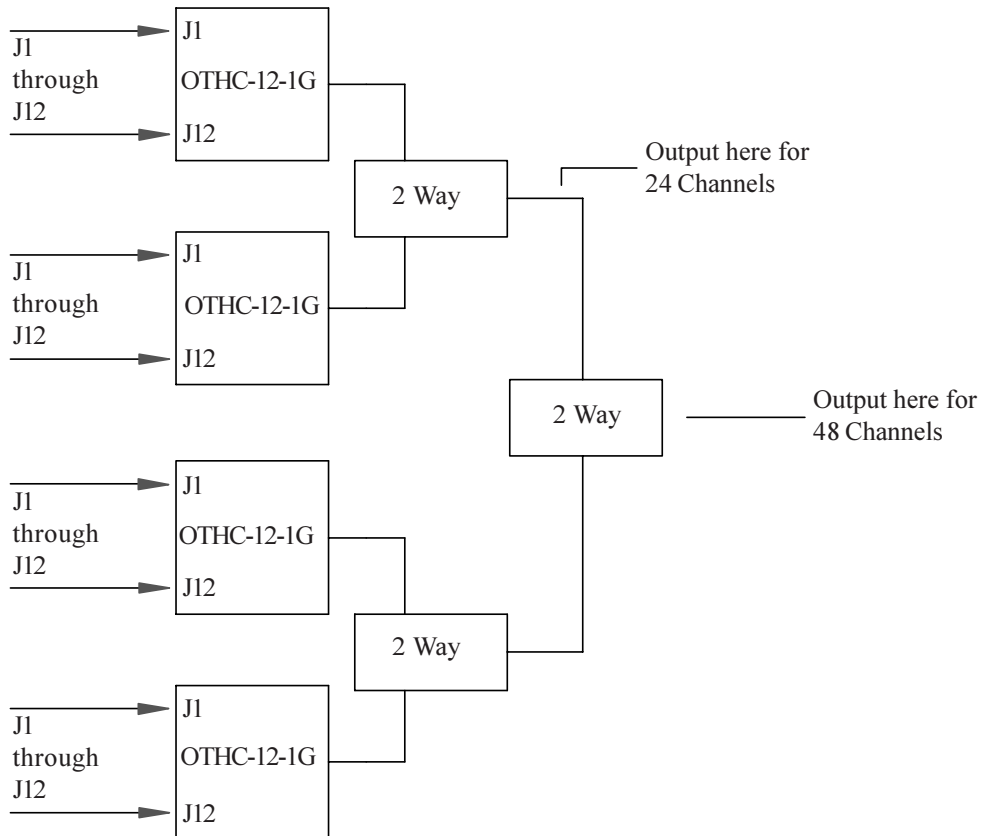 J1
through
J12
J1
OTHC-12-1G
J12
2 Way
Output here for
24 Channels
J1
through
J12
J1
OTHC-12-1G
J12
2 Way
Output here for
48 Channels
J1
through
J12
J1
OTHC-12-1G
J12
2 Way
J1
through
J12
J1
OTHC-12-1G
J12